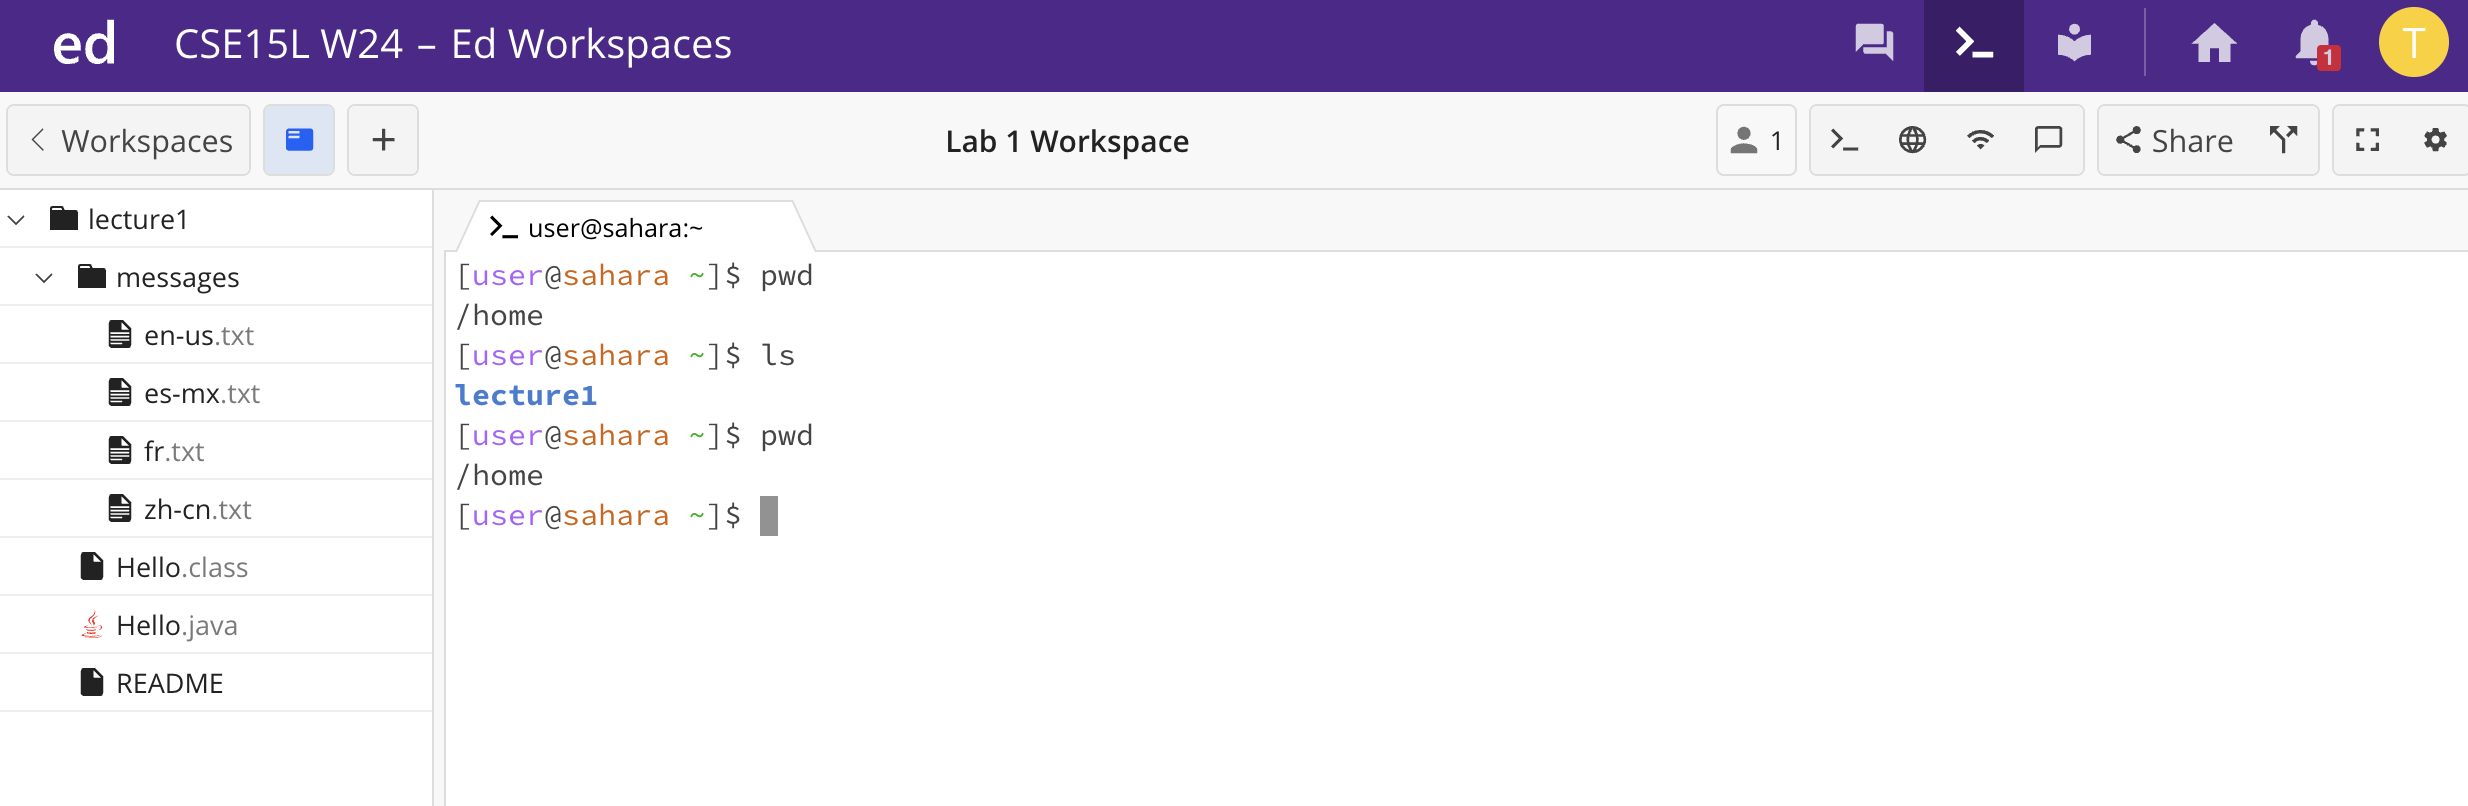 ed CSE15L W24 – Ed Workspaces 1 T
Workspaces + Lab 1 Workspace 1 Share
lecture1
messages
en-us.txt
es-mx.txt
fr.txt
zh-cn.txt
Hello.class
Hello.java
README
user@sahara:~
[user@sahara ~]$ pwd
/home
[user@sahara ~]$ ls
lecture1
[user@sahara ~]$ pwd
/home
[user@sahara ~]$